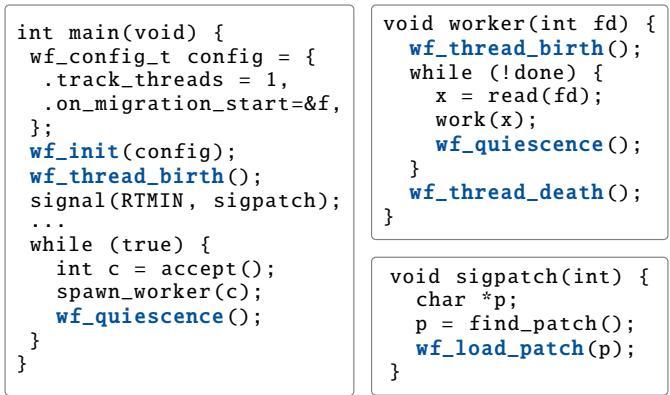 int main(void) {
wf_config_t config = {
.track_threads = 1,
.on_migration_start=&f,
};
wf_init(config);
wf_thread_birth();
signal(RTMIN, sigpatch);
...
while (true) {
int c = accept();
spawn_worker(c);
wf_quiescence();
}
}
void worker(int fd) {
wf_thread_birth();
while (!done) {
x = read(fd);
work(x);
wf_quiescence();
}
wf_thread_death();
}
void sigpatch(int) {
char *p;
p = find_patch();
wf_load_patch(p);
}